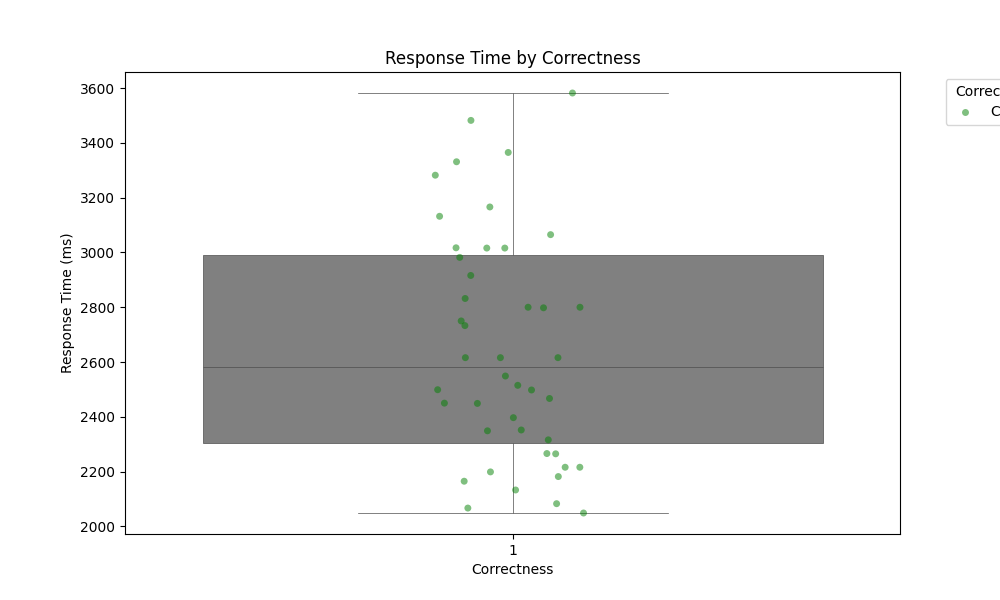 Response Time by Correctness
3600
3400
3200
3000
2800
2600
2400
2200
2000
Response Time (ms)
1
Correctness
Correc
C